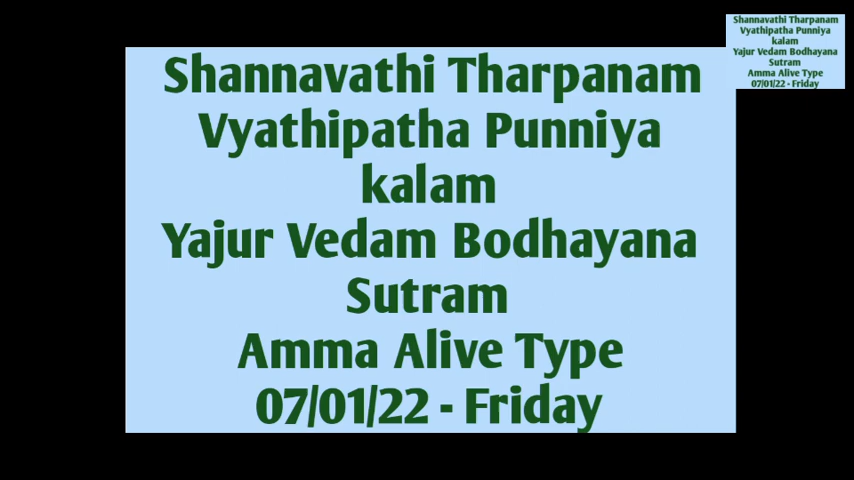 Shannavathi Tharpanam
Vyathipatha Punniya
kalam
Yajur Vedam Bodhayana
Sutram
Amma Alive Type
07/01/22 - Friday
Shannavathi Tharpanam
Vyathipatha Punniya
kalam
Yajur Vedam Bodhayana
Sutram
Amma Alive Type
07/01/22 - Friday